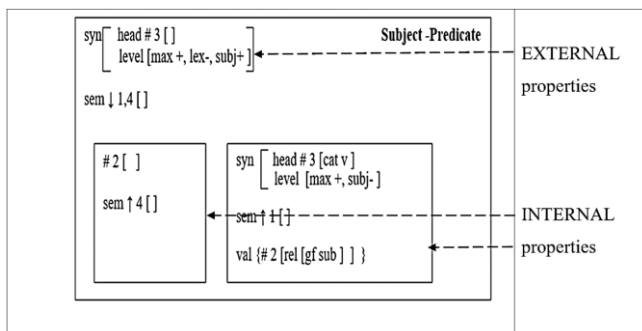 syn [ head # 3 [ ]
Subject -Predicate
level [max +, lex-, subj+ ]
EXTERNAL
properties
sem ↓ 1,4 [ ]
# 2 [ ]
sem ↑ 4 [ ]
syn [ head # 3 [cat v ]
level [max +, subj- ]
sem ↑ 1 [ ]
val {# 2 [rel [gf sub ] ] }
INTERNAL
properties